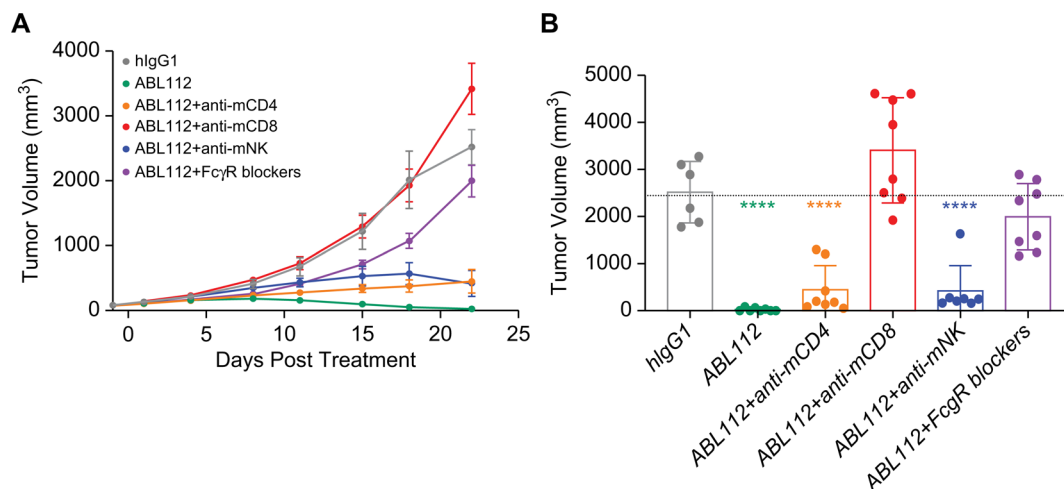 A
Tumor Volume (mm³)
4000
3000
2000
1000
0
hIgG1
ABL112
ABL112+anti-mCD4
ABL112+anti-mCD8
ABL112+anti-mNK
ABL112+FcγR blockers
0 5 10 15 20 25
Days Post Treatment
B
Tumor Volume (mm³)
5000
4000
3000
2000
1000
0
**** **** ****
hIgG1
ABL112
ABL112+anti-mCD4
ABL112+anti-mCD8
ABL112+anti-mNK
ABL112+FcgR blockers